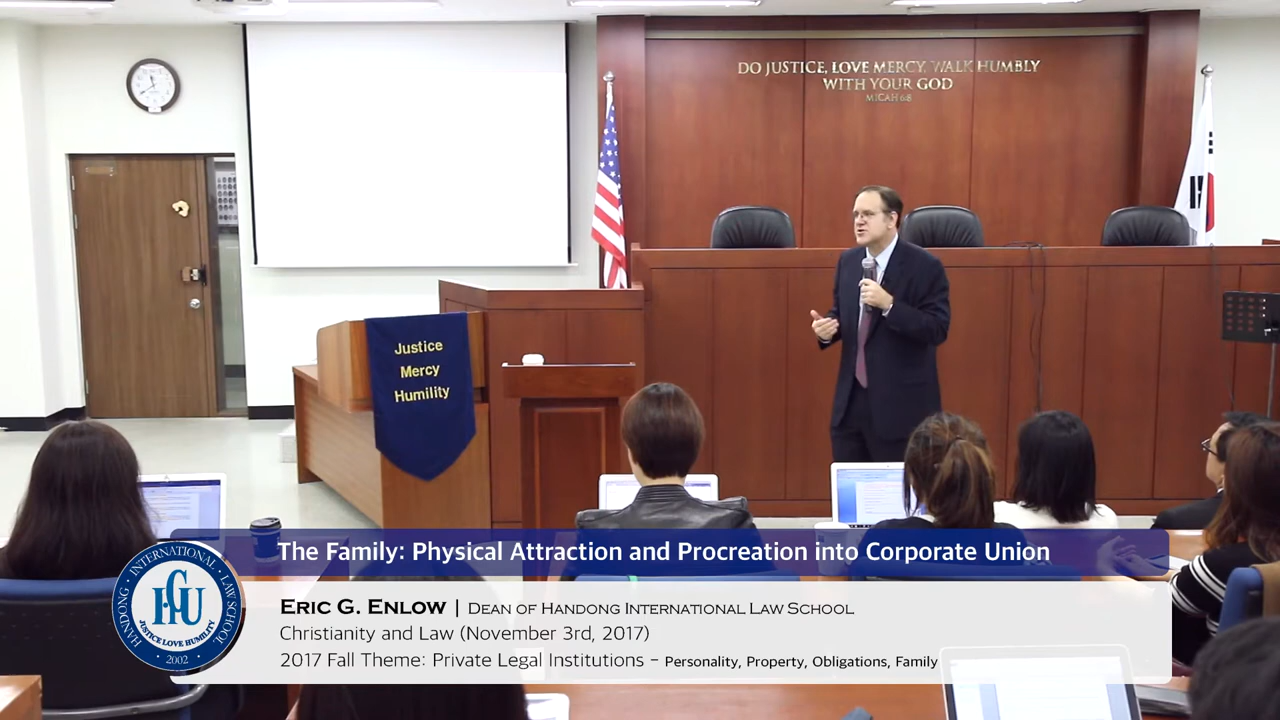 DO JUSTICE, LOVE MERCY, WALK HUMBLY
WITH YOUR GOD
MICAH 6:8
Justice
Mercy
Humility
The Family: Physical Attraction and Procreation into Corporate Union
ERIC G. ENLOW | DEAN OF HANDONG INTERNATIONAL LAW SCHOOL
Christianity and Law (November 3rd, 2017)
2017 Fall Theme: Private Legal Institutions – Personality, Property, Obligations, Family
HANDONG · INTERNATIONAL · LAW SCHOOL
JUSTICE LOVE HUMILITY
· 2002 ·